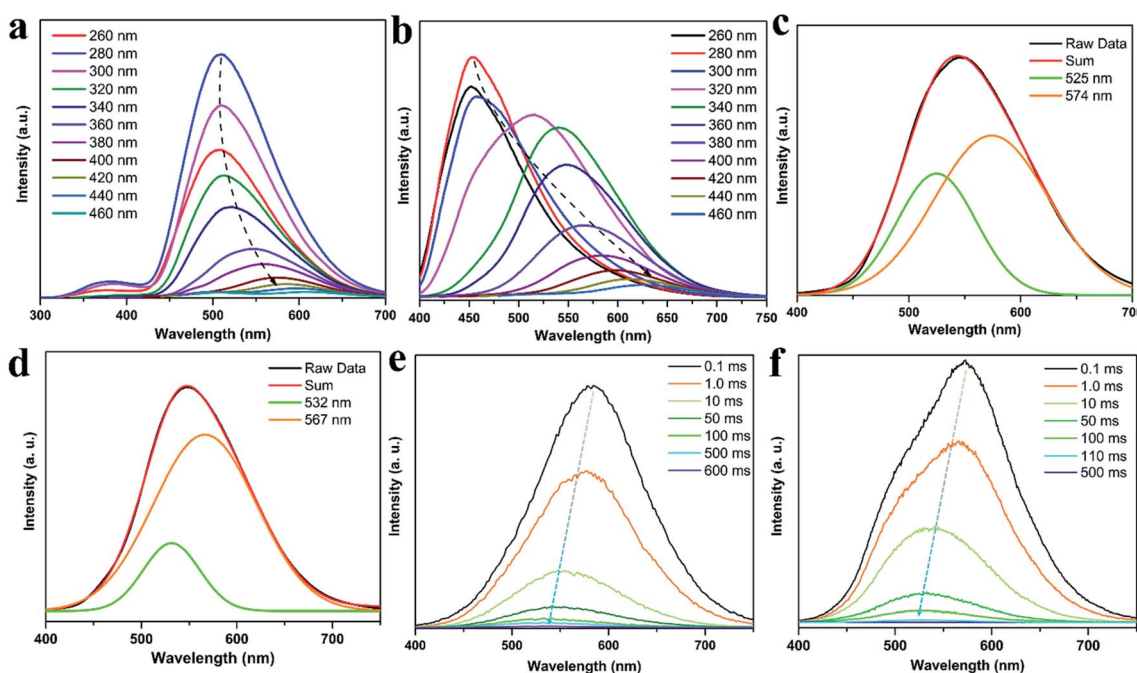 a
260 nm
280 nm
300 nm
320 nm
340 nm
360 nm
380 nm
400 nm
420 nm
440 nm
460 nm
Intensity (a.u.)
300 400 500 600 700
Wavelength (nm)
b
260 nm
280 nm
300 nm
320 nm
340 nm
360 nm
380 nm
400 nm
420 nm
440 nm
460 nm
Intensity (a.u.)
400 450 500 550 600 650 700 750
Wavelength (nm)
c
Raw Data
Sum
525 nm
574 nm
Intensity (a.u.)
400 500 600 700
Wavelength (nm)
d
Raw Data
Sum
532 nm
567 nm
Intensity (a. u.)
400 500 600 700
Wavelength (nm)
e
0.1 ms
1.0 ms
10 ms
50 ms
100 ms
500 ms
600 ms
Intensity (a. u.)
400 500 600 700
Wavelength (nm)
f
0.1 ms
1.0 ms
10 ms
50 ms
100 ms
110 ms
500 ms
Intensity (a. u.)
400 500 600 700
Wavelength (nm)